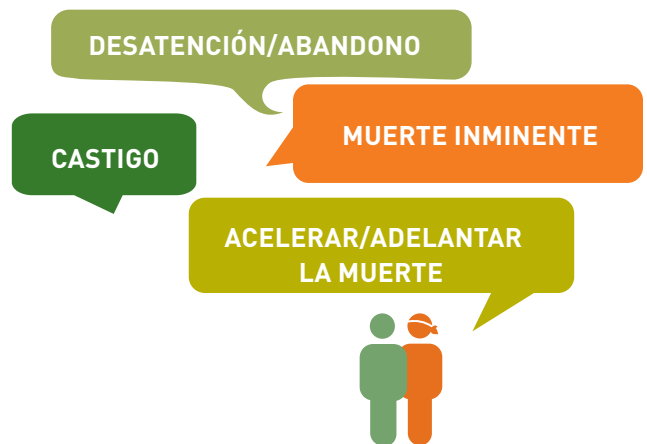 DESATENCIÓN/ABANDONO
MUERTE INMINENTE
CASTIGO
ACELERAR/ADELANTAR
LA MUERTE